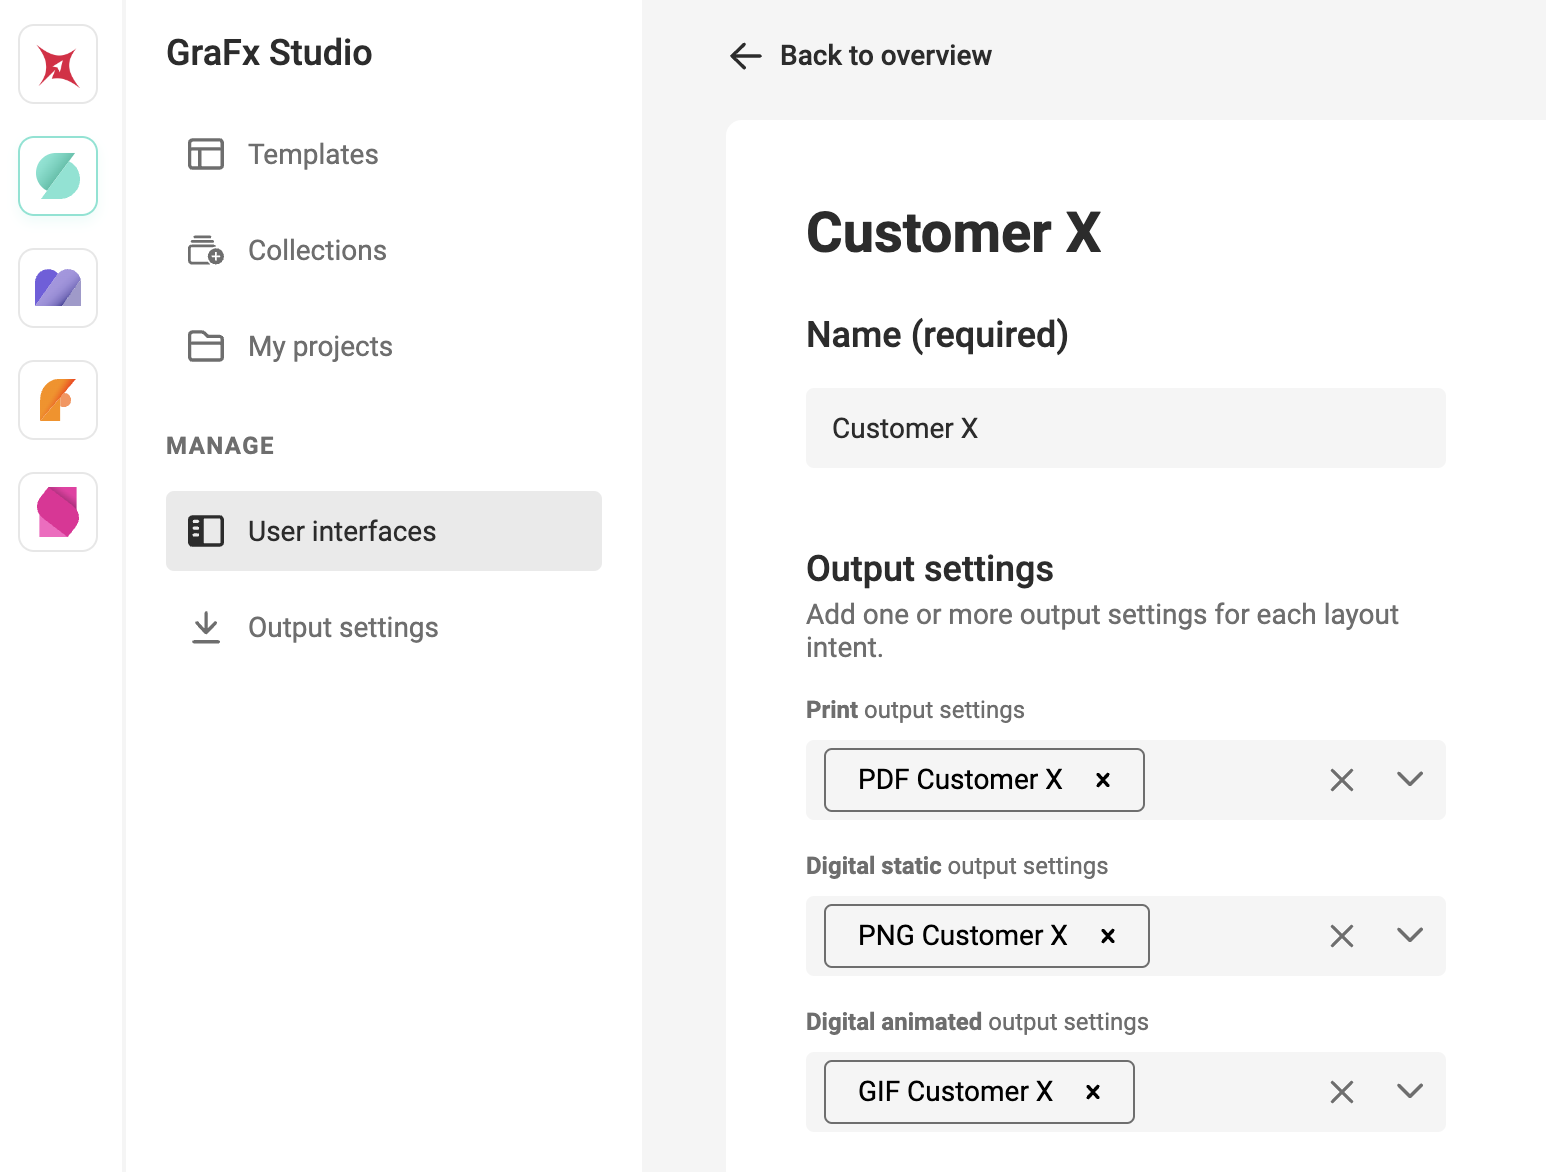 GraFx Studio
Templates
Collections
My projects
MANAGE
User interfaces
Output settings
Back to overview
Customer X
Name (required)
Customer X
Output settings
Add one or more output settings for each layout
intent.
Print output settings
PDF Customer X
Digital static output settings
PNG Customer X
Digital animated output settings
GIF Customer X